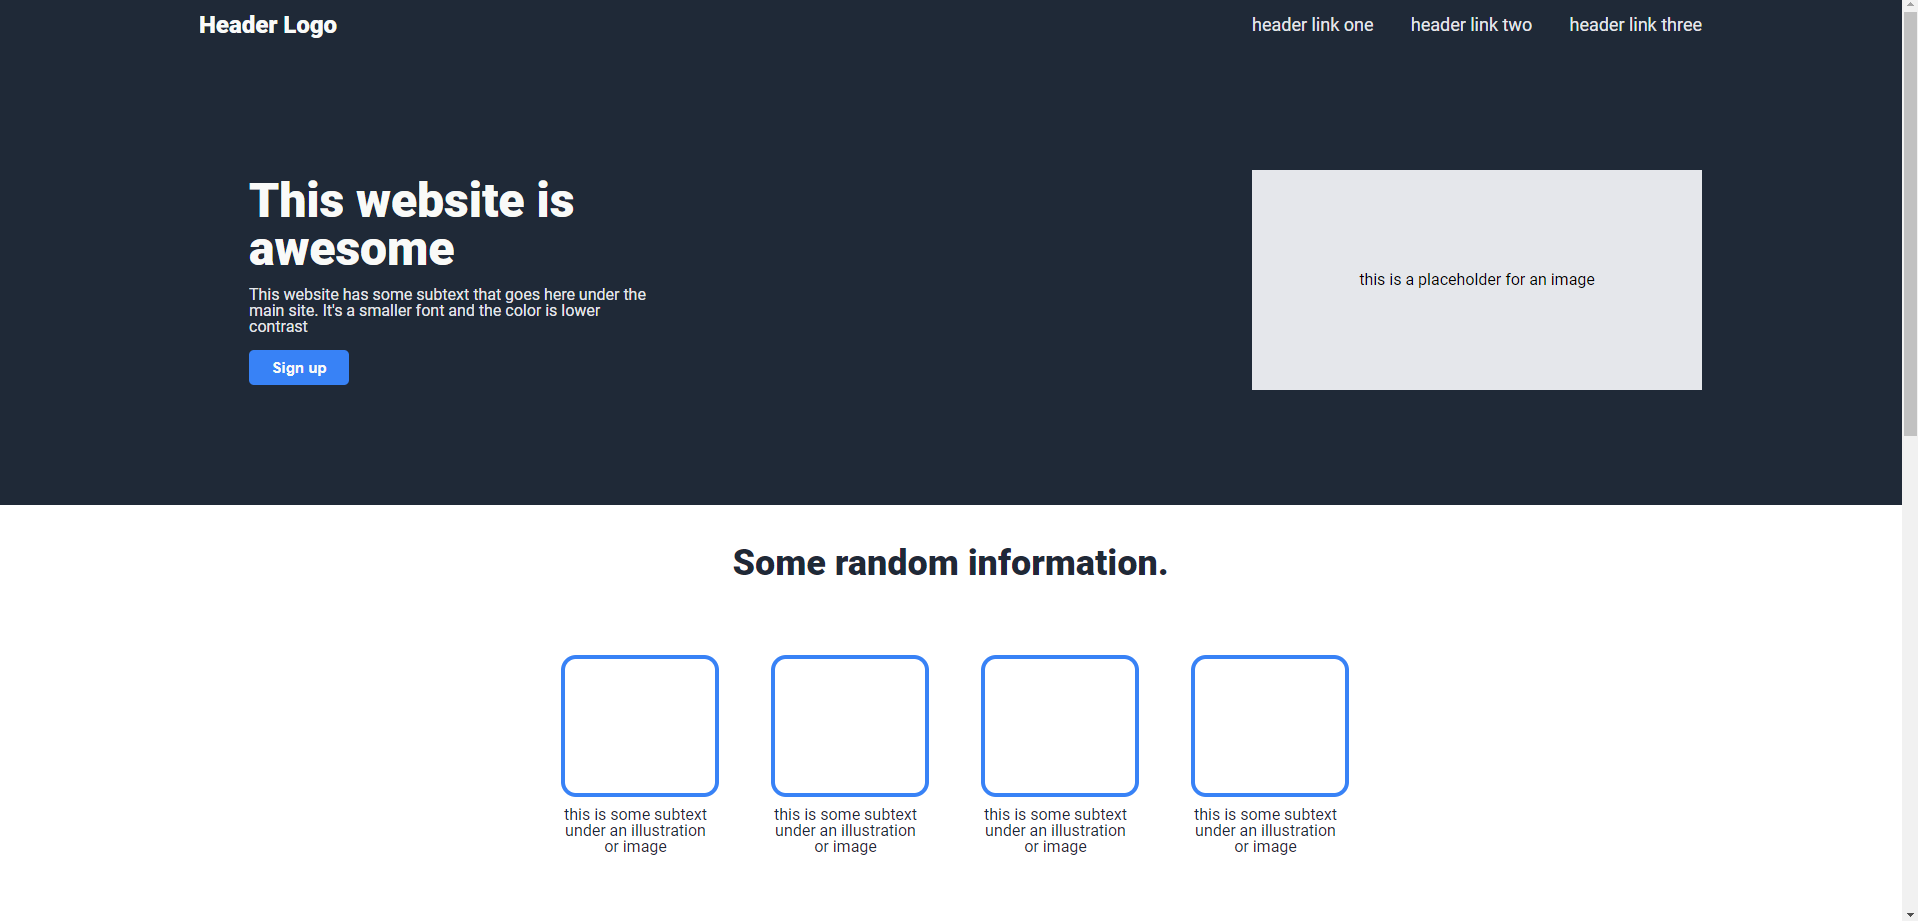 Header Logo
header link one
header link two
header link three
This website is
awesome
This website has some subtext that goes here under the
main site. It's a smaller font and the color is lower
contrast
Sign up
this is a placeholder for an image
Some random information.
this is some subtext
under an illustration
or image
this is some subtext
under an illustration
or image
this is some subtext
under an illustration
or image
this is some subtext
under an illustration
or image